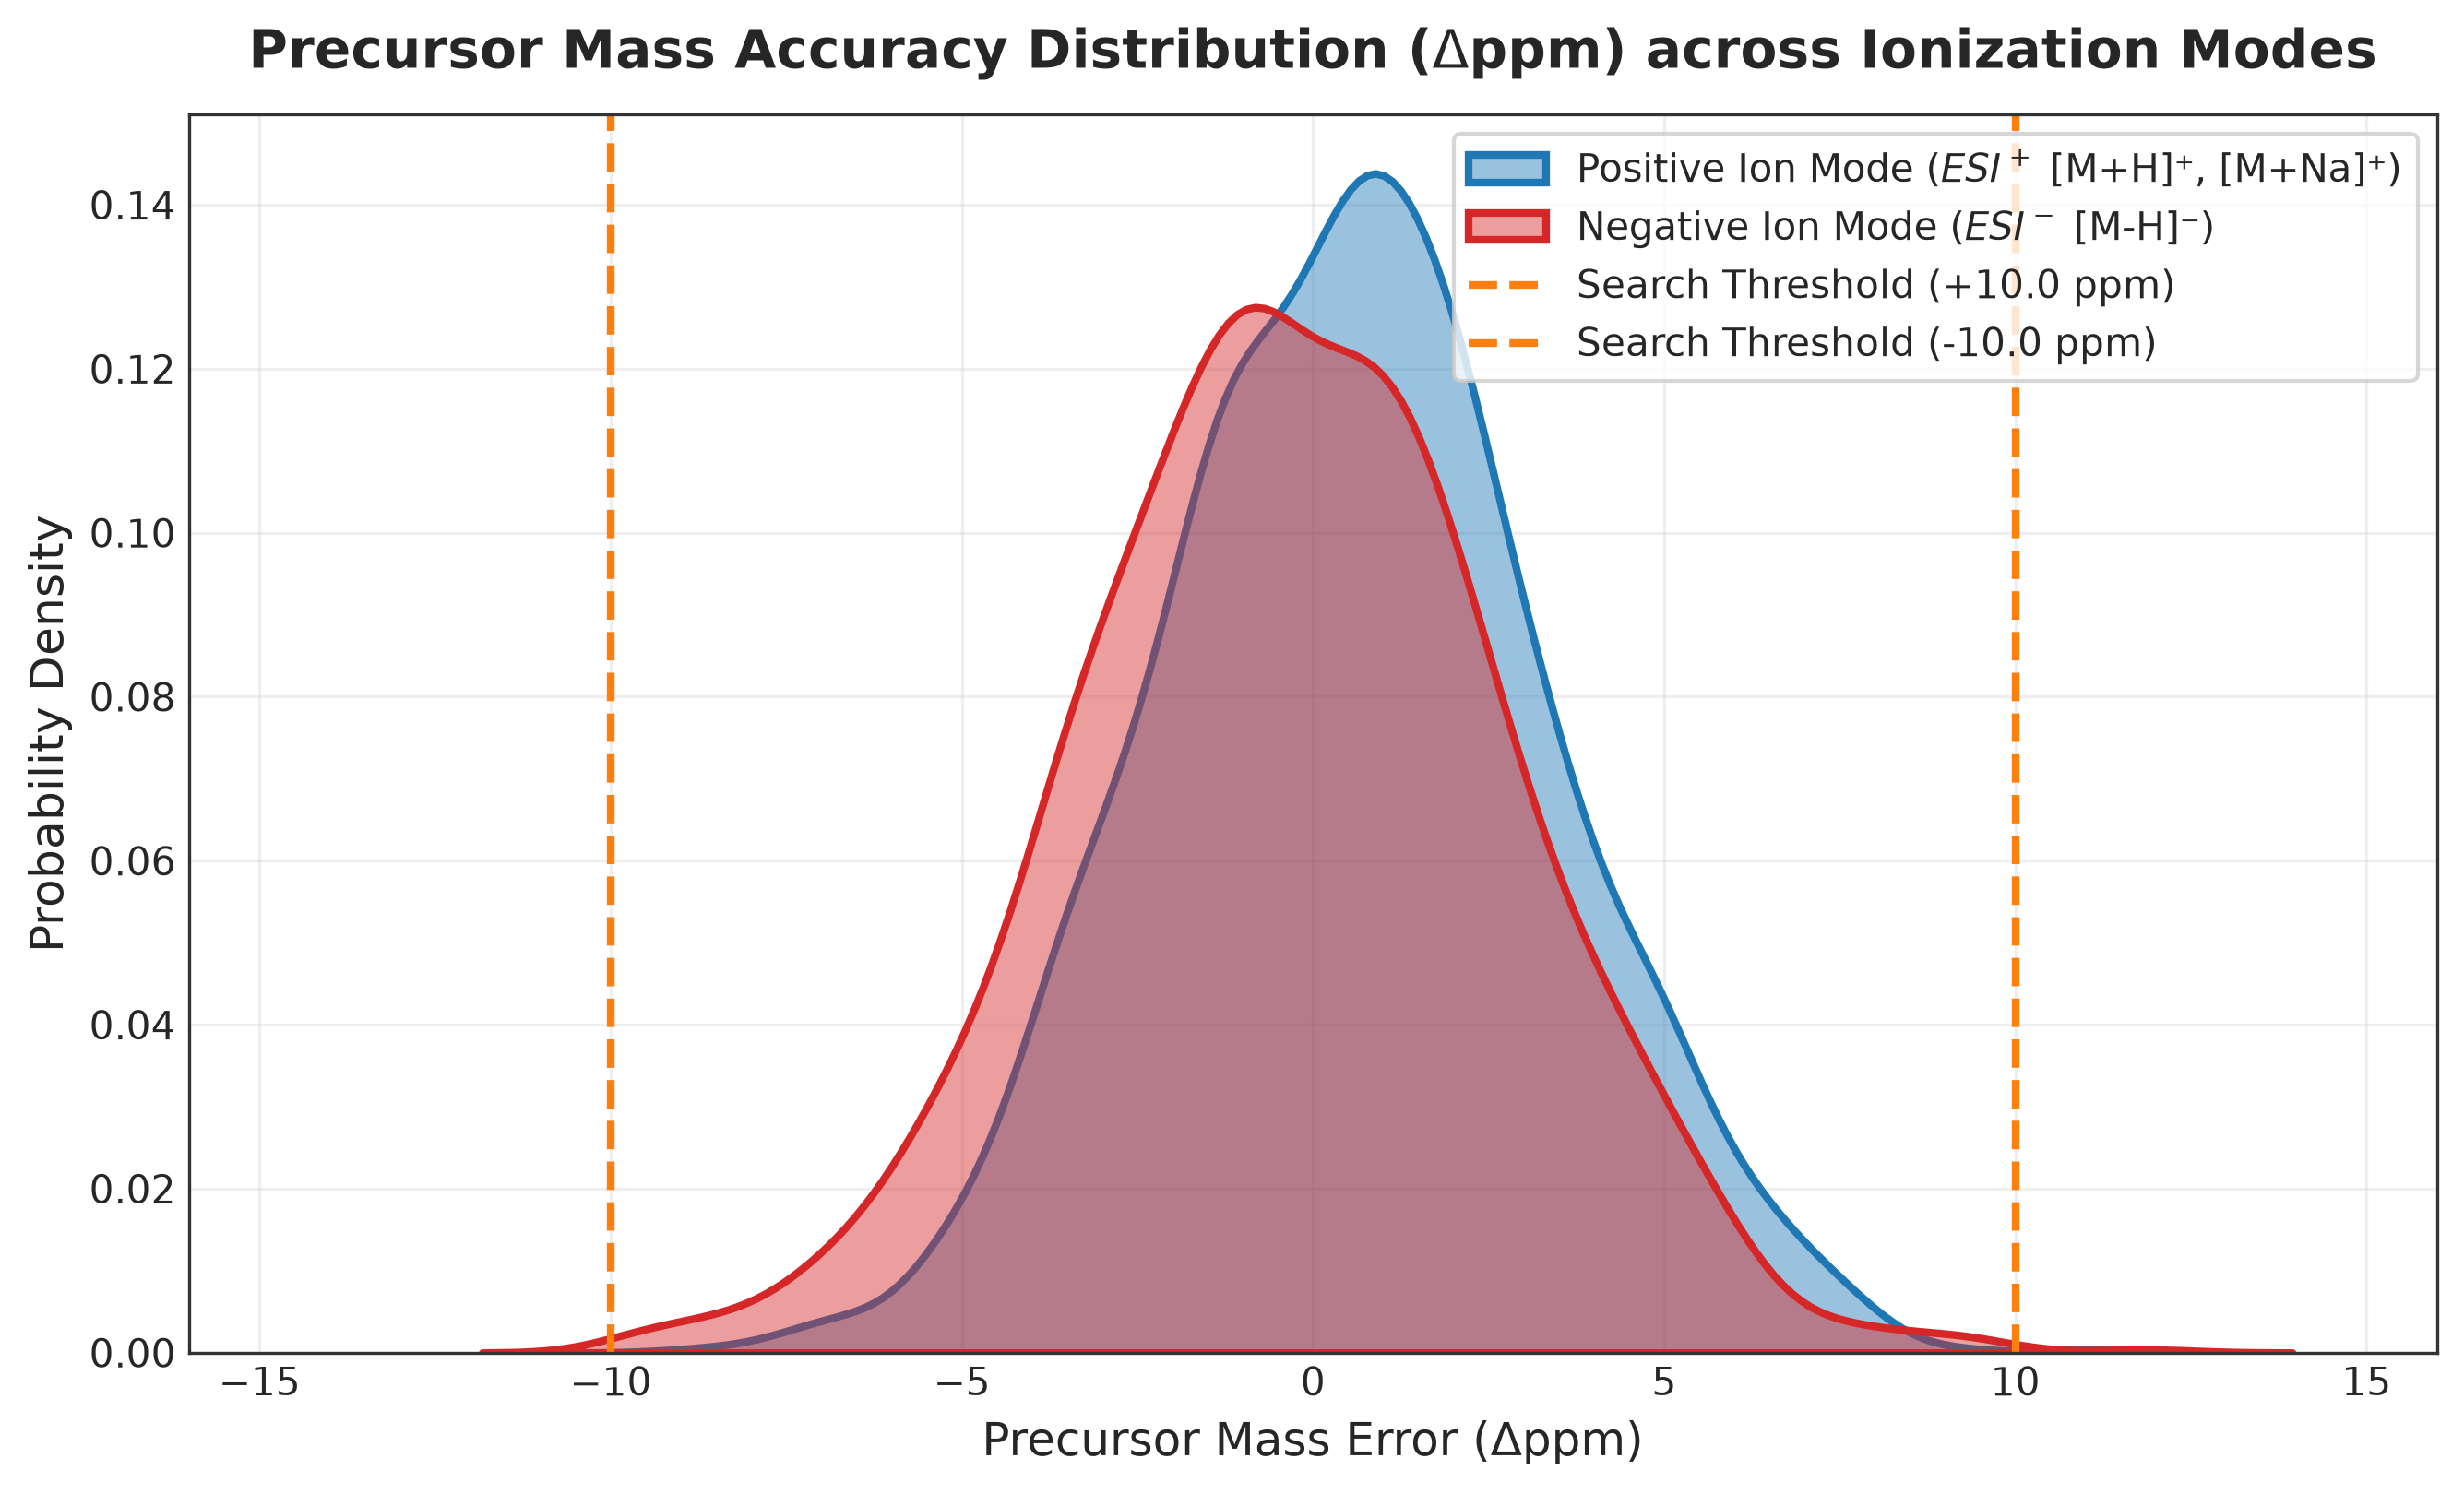 Precursor Mass Accuracy Distribution (Δppm) across Ionization Modes
Positive Ion Mode (ESI⁺ [M+H]⁺, [M+Na]⁺)
Negative Ion Mode (ESI⁻ [M-H]⁻)
Search Threshold (+10.0 ppm)
Search Threshold (-10.0 ppm)
Probability Density
0.14
0.12
0.10
0.08
0.06
0.04
0.02
0.00
−15 −10 −5 0 5 10 15
Precursor Mass Error (Δppm)